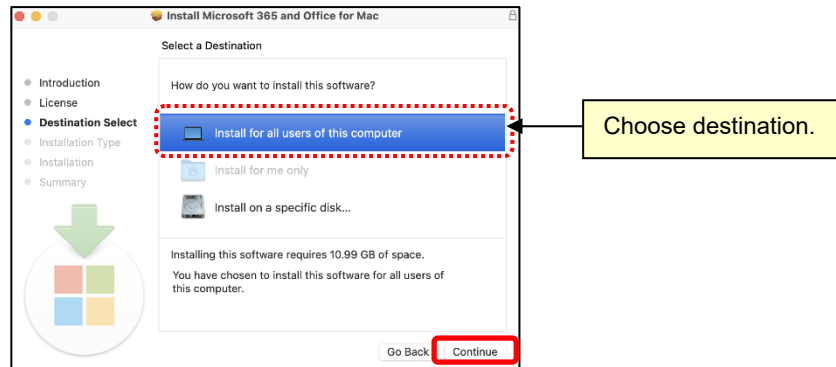 Install Microsoft 365 and Office for Mac
Select a Destination
Introduction
License
Destination Select
Installation Type
Installation
Summary
How do you want to install this software?
Install for all users of this computer
Install for me only
Install on a specific disk...
Installing this software requires 10.99 GB of space.
You have chosen to install this software for all users of
this computer.
Go Back
Continue
Choose destination.